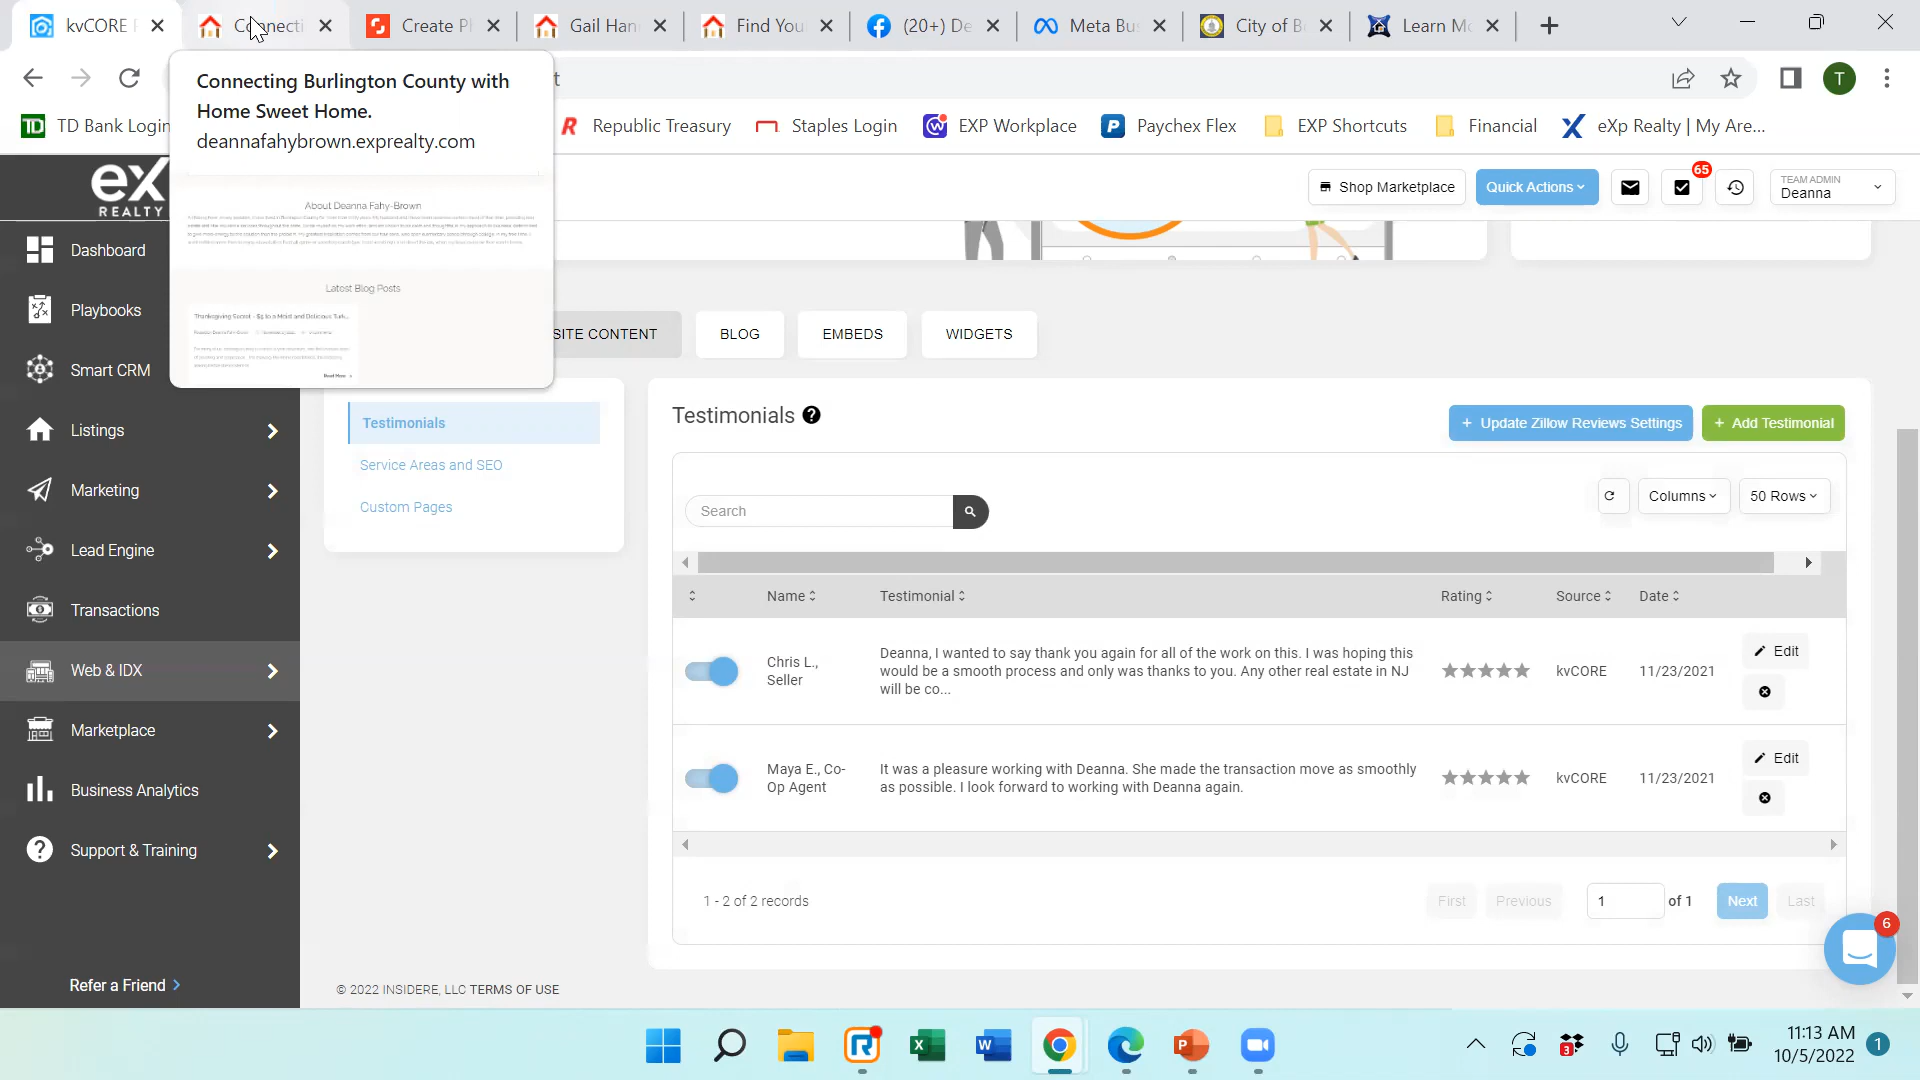 kvCORE
Connecti
Create Pl
Gail Han
Find You
(20+) De
Meta Bus
City of Be
Learn Mo
Connecting Burlington County with
Home Sweet Home.
deannafahybrown.exprealty.com
About Deanna Fahy-Brown
Latest Blog Posts
Read More
T
TD Bank Login
Republic Treasury
Staples Login
EXP Workplace
Paychex Flex
EXP Shortcuts
Financial
eXp Realty | My Are...
eX
REALTY
Shop Marketplace
Quick Actions
65
TEAM ADMIN
Deanna
Dashboard
Playbooks
Smart CRM
Listings
Marketing
Lead Engine
Transactions
Web & IDX
Marketplace
Business Analytics
Support & Training
Refer a Friend >
SITE CONTENT
BLOG
EMBEDS
WIDGETS
Testimonials
Service Areas and SEO
Custom Pages
Testimonials
+ Update Zillow Reviews Settings
+ Add Testimonial
Search
Columns
50 Rows
Name
Testimonial
Rating
Source
Date
Chris L.,
Seller
Deanna, I wanted to say thank you again for all of the work on this. I was hoping this
would be a smooth process and only was thanks to you. Any other real estate in NJ
will be co...
kvCORE
11/23/2021
Edit
Maya E., Co-
Op Agent
It was a pleasure working with Deanna. She made the transaction move as smoothly
as possible. I look forward to working with Deanna again.
kvCORE
11/23/2021
Edit
1 - 2 of 2 records
First
Previous
1
of 1
Next
Last
6
© 2022 INSIDERE, LLC TERMS OF USE
3
11:13 AM
10/5/2022
1